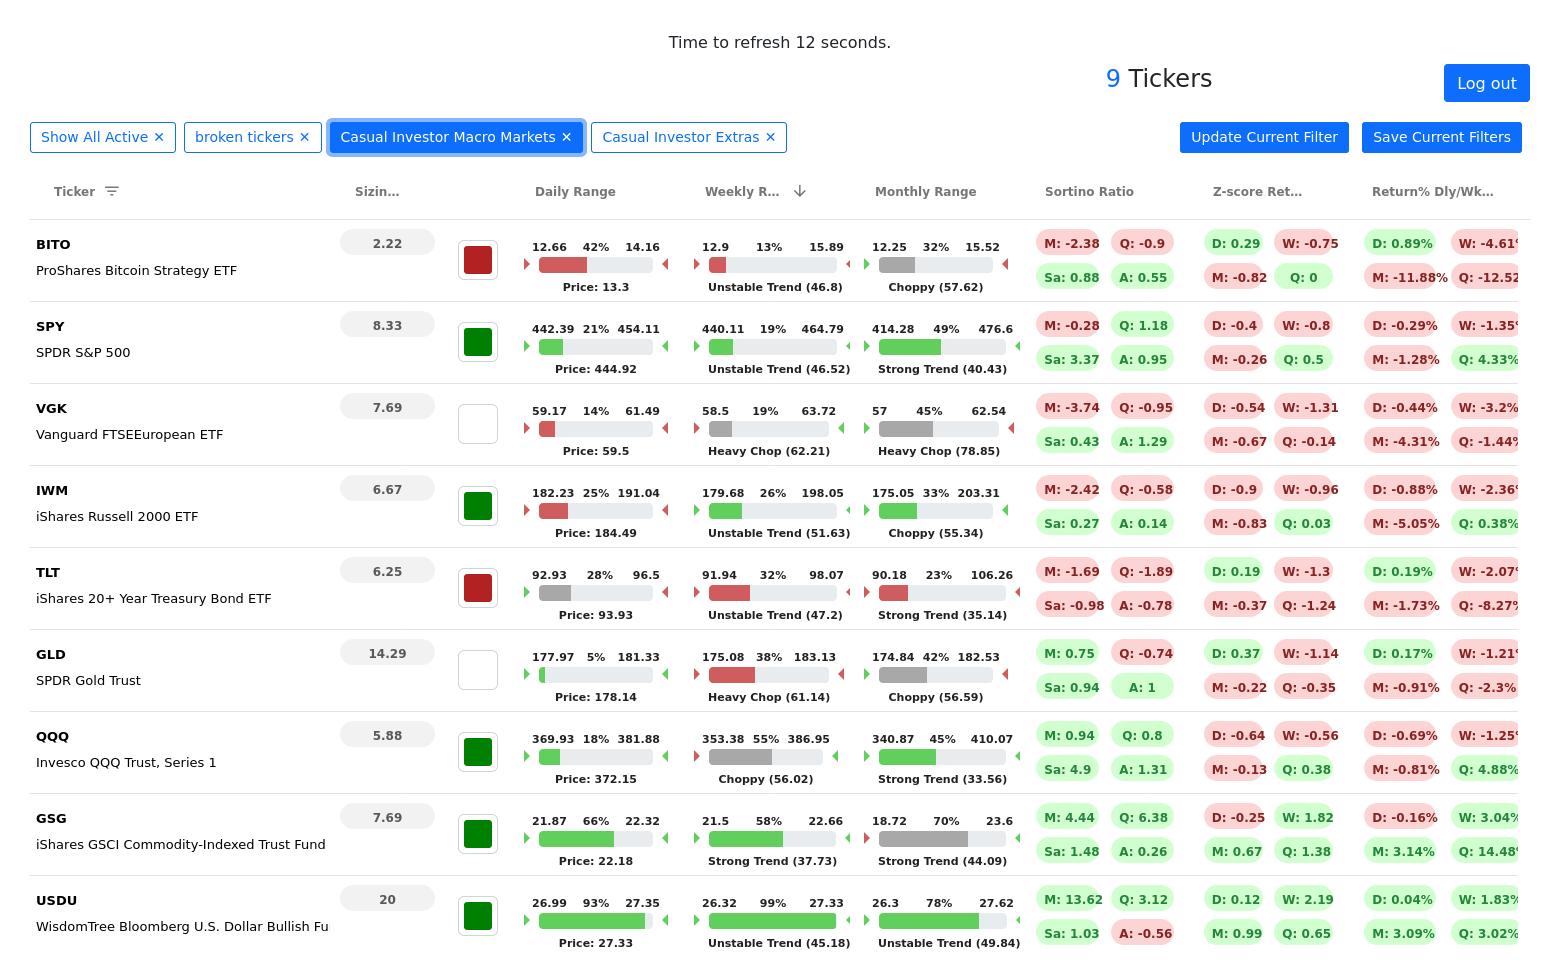 Time to refresh 12 seconds.
9 Tickers
Log out
Show All Active ✕ broken tickers ✕ Casual Investor Macro Markets ✕ Casual Investor Extras ✕ Update Current Filter Save Current Filters
Ticker Sizin... Daily Range Weekly R... Monthly Range Sortino Ratio Z-score Ret... Return% Dly/Wk...
BITO 2.22 12.66 42% 14.16 12.9 13% 15.89 12.25 32% 15.52 M: -2.38 Q: -0.9 D: 0.29 W: -0.75 D: 0.89% W: -4.61%
ProShares Bitcoin Strategy ETF Price: 13.3 Unstable Trend (46.8) Choppy (57.62) Sa: 0.88 A: 0.55 M: -0.82 Q: 0 M: -11.88% Q: -12.52
SPY 8.33 442.39 21% 454.11 440.11 19% 464.79 414.28 49% 476.6 M: -0.28 Q: 1.18 D: -0.4 W: -0.8 D: -0.29% W: -1.35%
SPDR S&P 500 Price: 444.92 Unstable Trend (46.52) Strong Trend (40.43) Sa: 3.37 A: 0.95 M: -0.26 Q: 0.5 M: -1.28% Q: 4.33%
VGK 7.69 59.17 14% 61.49 58.5 19% 63.72 57 45% 62.54 M: -3.74 Q: -0.95 D: -0.54 W: -1.31 D: -0.44% W: -3.2%
Vanguard FTSEEuropean ETF Price: 59.5 Heavy Chop (62.21) Heavy Chop (78.85) Sa: 0.43 A: 1.29 M: -0.67 Q: -0.14 M: -4.31% Q: -1.44%
IWM 6.67 182.23 25% 191.04 179.68 26% 198.05 175.05 33% 203.31 M: -2.42 Q: -0.58 D: -0.9 W: -0.96 D: -0.88% W: -2.36%
iShares Russell 2000 ETF Price: 184.49 Unstable Trend (51.63) Choppy (55.34) Sa: 0.27 A: 0.14 M: -0.83 Q: 0.03 M: -5.05% Q: 0.38%
TLT 6.25 92.93 28% 96.5 91.94 32% 98.07 90.18 23% 106.26 M: -1.69 Q: -1.89 D: 0.19 W: -1.3 D: 0.19% W: -2.07%
iShares 20+ Year Treasury Bond ETF Price: 93.93 Unstable Trend (47.2) Strong Trend (35.14) Sa: -0.98 A: -0.78 M: -0.37 Q: -1.24 M: -1.73% Q: -8.27%
GLD 14.29 177.97 5% 181.33 175.08 38% 183.13 174.84 42% 182.53 M: 0.75 Q: -0.74 D: 0.37 W: -1.14 D: 0.17% W: -1.21%
SPDR Gold Trust Price: 178.14 Heavy Chop (61.14) Choppy (56.59) Sa: 0.94 A: 1 M: -0.22 Q: -0.35 M: -0.91% Q: -2.3%
QQQ 5.88 369.93 18% 381.88 353.38 55% 386.95 340.87 45% 410.07 M: 0.94 Q: 0.8 D: -0.64 W: -0.56 D: -0.69% W: -1.25%
Invesco QQQ Trust, Series 1 Price: 372.15 Choppy (56.02) Strong Trend (33.56) Sa: 4.9 A: 1.31 M: -0.13 Q: 0.38 M: -0.81% Q: 4.88%
GSG 7.69 21.87 66% 22.32 21.5 58% 22.66 18.72 70% 23.6 M: 4.44 Q: 6.38 D: -0.25 W: 1.82 D: -0.16% W: 3.04%
iShares GSCI Commodity-Indexed Trust Fund Price: 22.18 Strong Trend (37.73) Strong Trend (44.09) Sa: 1.48 A: 0.26 M: 0.67 Q: 1.38 M: 3.14% Q: 14.48%
USDU 20 26.99 93% 27.35 26.32 99% 27.33 26.3 78% 27.62 M: 13.62 Q: 3.12 D: 0.12 W: 2.19 D: 0.04% W: 1.83%
WisdomTree Bloomberg U.S. Dollar Bullish Fu Price: 27.33 Unstable Trend (45.18) Unstable Trend (49.84) Sa: 1.03 A: -0.56 M: 0.99 Q: 0.65 M: 3.09% Q: 3.02%